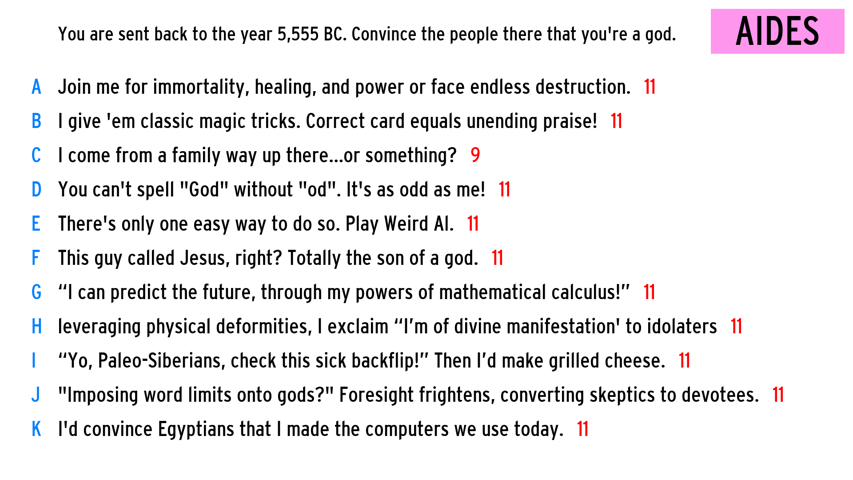 You are sent back to the year 5,555 BC. Convince the people there that you're a god.
AIDES
A Join me for immortality, healing, and power or face endless destruction. 11
B I give 'em classic magic tricks. Correct card equals unending praise! 11
C I come from a family way up there...or something? 9
D You can't spell "God" without "od". It's as odd as me! 11
E There's only one easy way to do so. Play Weird Al. 11
F This guy called Jesus, right? Totally the son of a god. 11
G “I can predict the future, through my powers of mathematical calculus!” 11
H leveraging physical deformities, I exclaim “I’m of divine manifestation' to idolaters 11
I “Yo, Paleo-Siberians, check this sick backflip!” Then I’d make grilled cheese. 11
J "Imposing word limits onto gods?" Foresight frightens, converting skeptics to devotees. 11
K I'd convince Egyptians that I made the computers we use today. 11